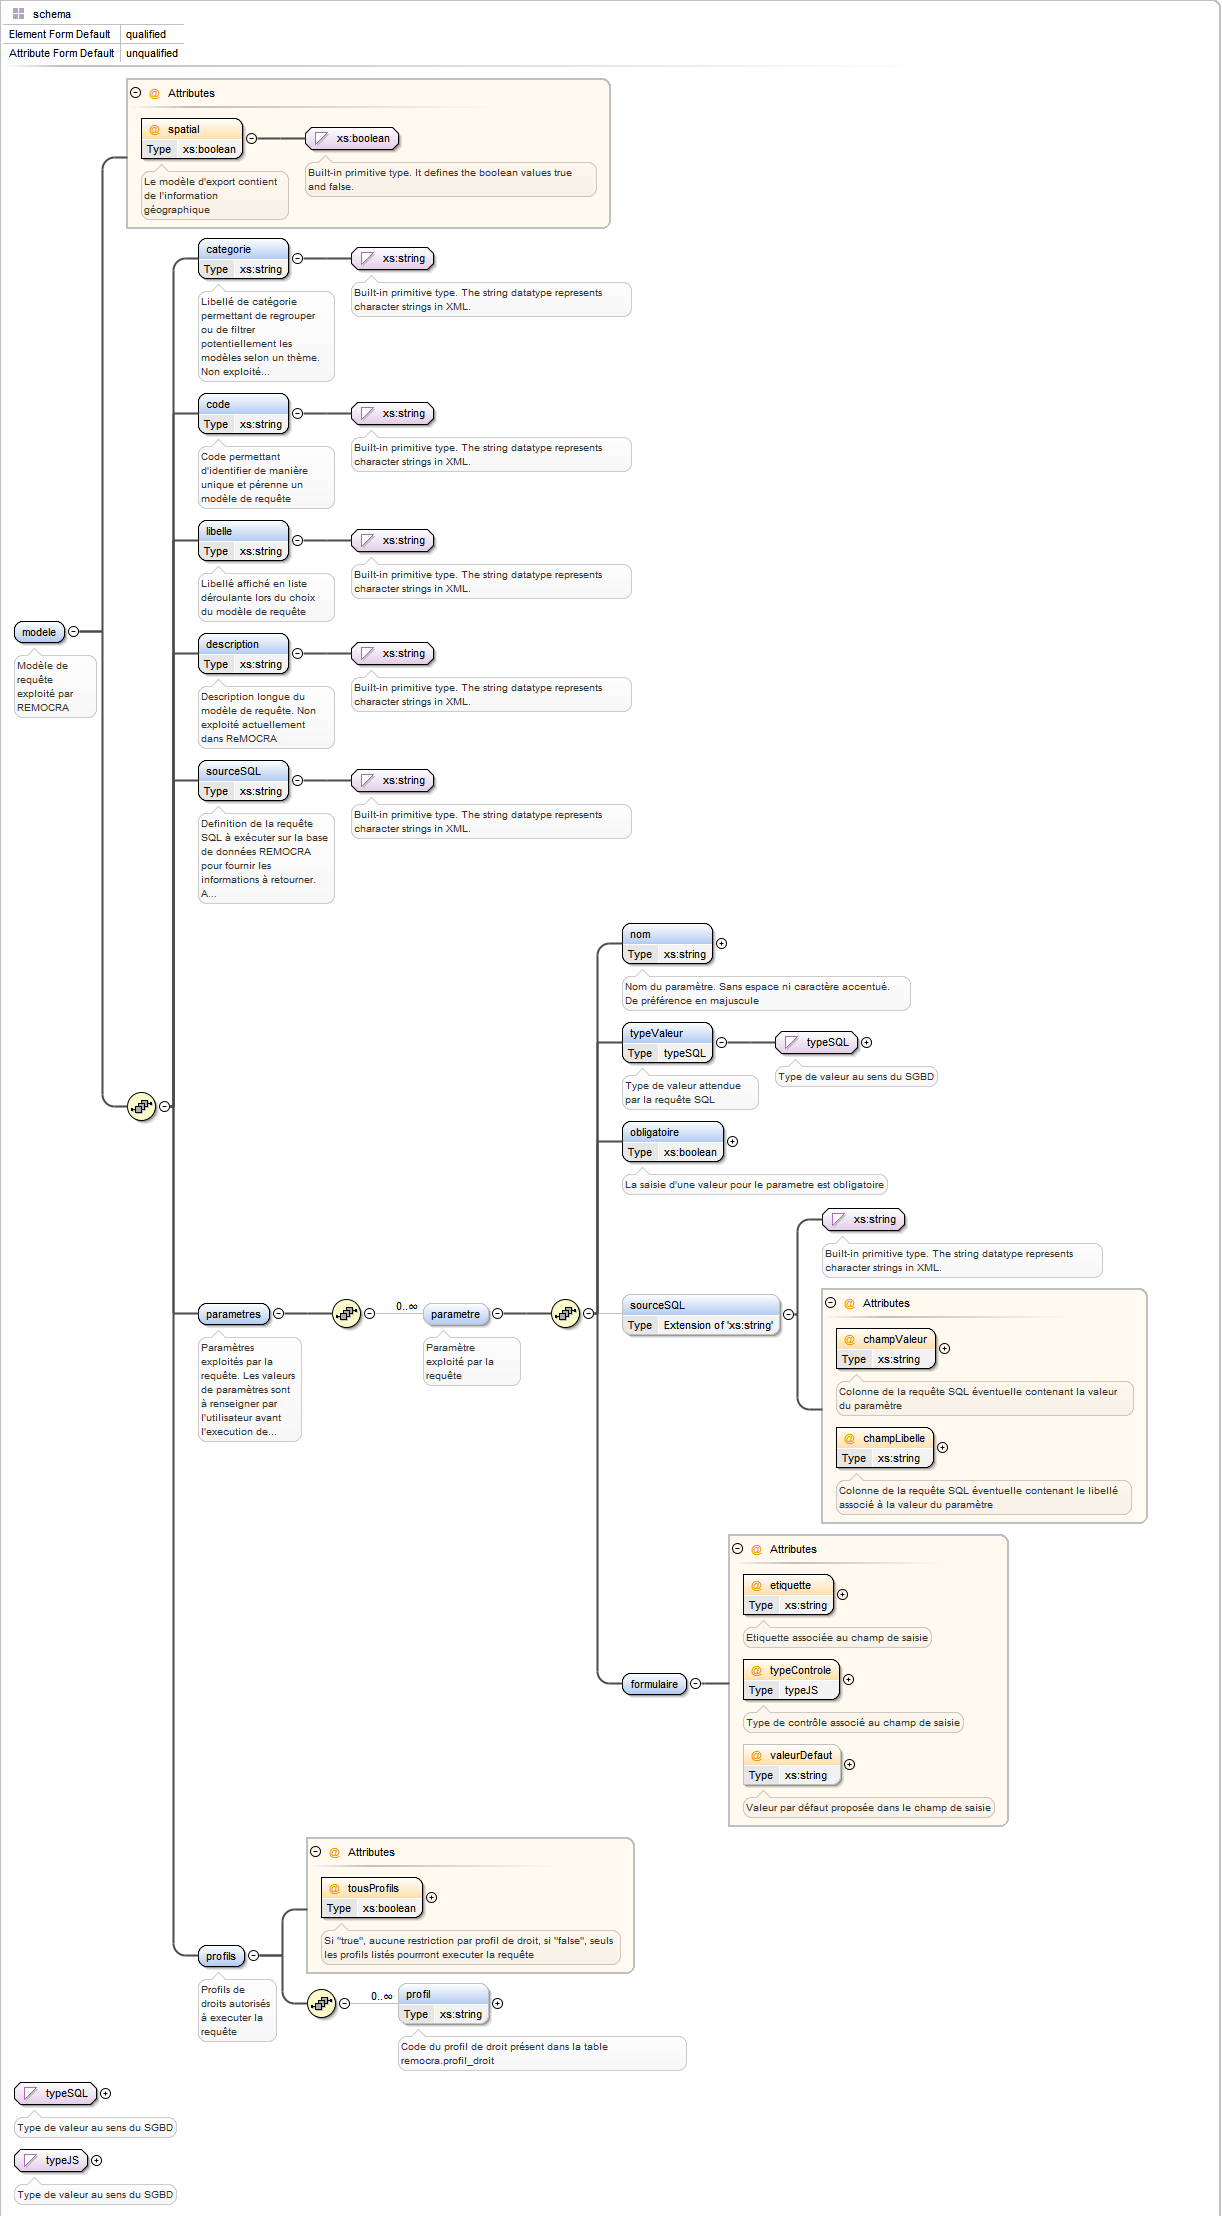 schema
Element Form Default qualified
Attribute Form Default unqualified
@ Attributes
@ spatial
Type xs:boolean
xs:boolean
Le modèle d'export contient
de l'information
géographique
Built-in primitive type. It defines the boolean values true
and false.
categorie
Type xs:string
xs:string
Libellé de catégorie
permettant de regrouper
ou de filtrer
potentiellement les
modèles selon un thème.
Non exploité...
Built-in primitive type. The string datatype represents
character strings in XML.
code
Type xs:string
xs:string
Code permettant
d'identifier de manière
unique et pérenne un
modèle de requête
Built-in primitive type. The string datatype represents
character strings in XML.
libelle
Type xs:string
xs:string
Libellé affiché en liste
déroulante lors du choix
du modèle de requête
Built-in primitive type. The string datatype represents
character strings in XML.
modele
Modèle de
requête
exploité par
REMOCRA
description
Type xs:string
xs:string
Description longue du
modèle de requête. Non
exploité actuellement
dans ReMOCRA
Built-in primitive type. The string datatype represents
character strings in XML.
sourceSQL
Type xs:string
xs:string
Definition de la requête
SQL à exécuter sur la base
de données REMOCRA
pour fournir les
informations à retourner.
A...
Built-in primitive type. The string datatype represents
character strings in XML.
nom
Type xs:string
Nom du paramètre. Sans espace ni caractère accentué.
De préférence en majuscule
typeValeur
Type typeSQL
typeSQL
Type de valeur attendue
par la requête SQL
Type de valeur au sens du SGBD
obligatoire
Type xs:boolean
La saisie d'une valeur pour le parametre est obligatoire
parametres
Paramètres
exploités par la
requête. Les valeurs
de paramètres sont
à renseigner par
l'utilisateur avant
l'execution de...
0..∞
parametre
Paramètre
exploité par la
requête
sourceSQL
Type Extension of 'xs:string'
xs:string
Built-in primitive type. The string datatype represents
character strings in XML.
@ Attributes
@ champValeur
Type xs:string
Colonne de la requête SQL éventuelle contenant la valeur
du paramètre
@ champLibelle
Type xs:string
Colonne de la requête SQL éventuelle contenant le libellé
associé à la valeur du paramètre
formulaire
@ Attributes
@ etiquette
Type xs:string
Etiquette associée au champ de saisie
@ typeControle
Type typeJS
Type de contrôle associé au champ de saisie
@ valeurDefaut
Type xs:string
Valeur par défaut proposée dans le champ de saisie
profils
Profils de
droits autorisés
à executer la
requête
@ Attributes
@ tousProfils
Type xs:boolean
Si "true", aucune restriction par profil de droit, si "false", seuls
les profils listés pourrront executer la requête
0..∞
profil
Type xs:string
Code du profil de droit présent dans la table
remocra.profil_droit
typeSQL
Type de valeur au sens du SGBD
typeJS
Type de valeur au sens du SGBD